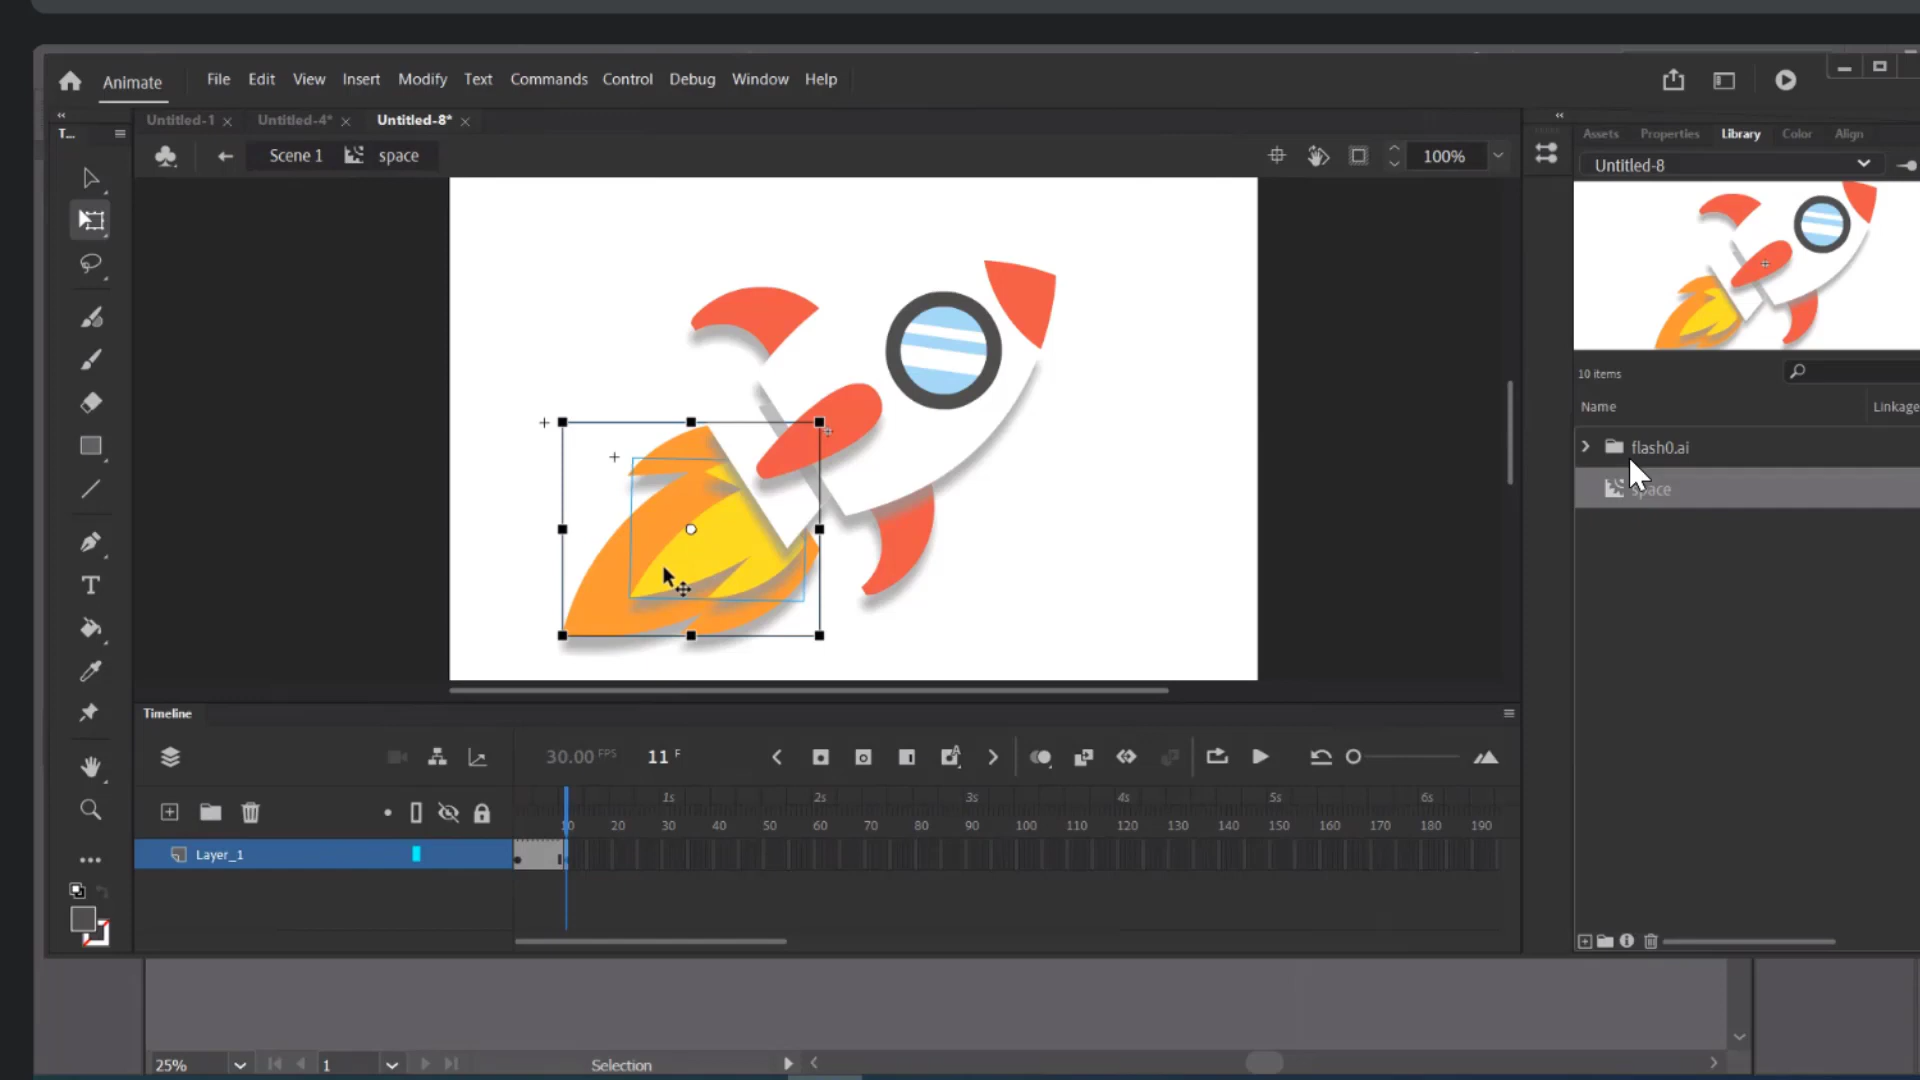 Animate File Edit View Insert Modify Text Commands Control Debug Window Help
T... Untitled-1 Untitled-4* Untitled-8* Assets Properties Library Color Align
Scene 1 space 100% Untitled-8
10 items
Name Linkage
flash0.ai
space
Timeline
30.00 FPS 11 F
1s 2s 3s 4s 5s 6s
10 20 30 40 50 60 70 80 90 100 110 120 130 140 150 160 170 180 190
Layer_1
25% 1 Selection